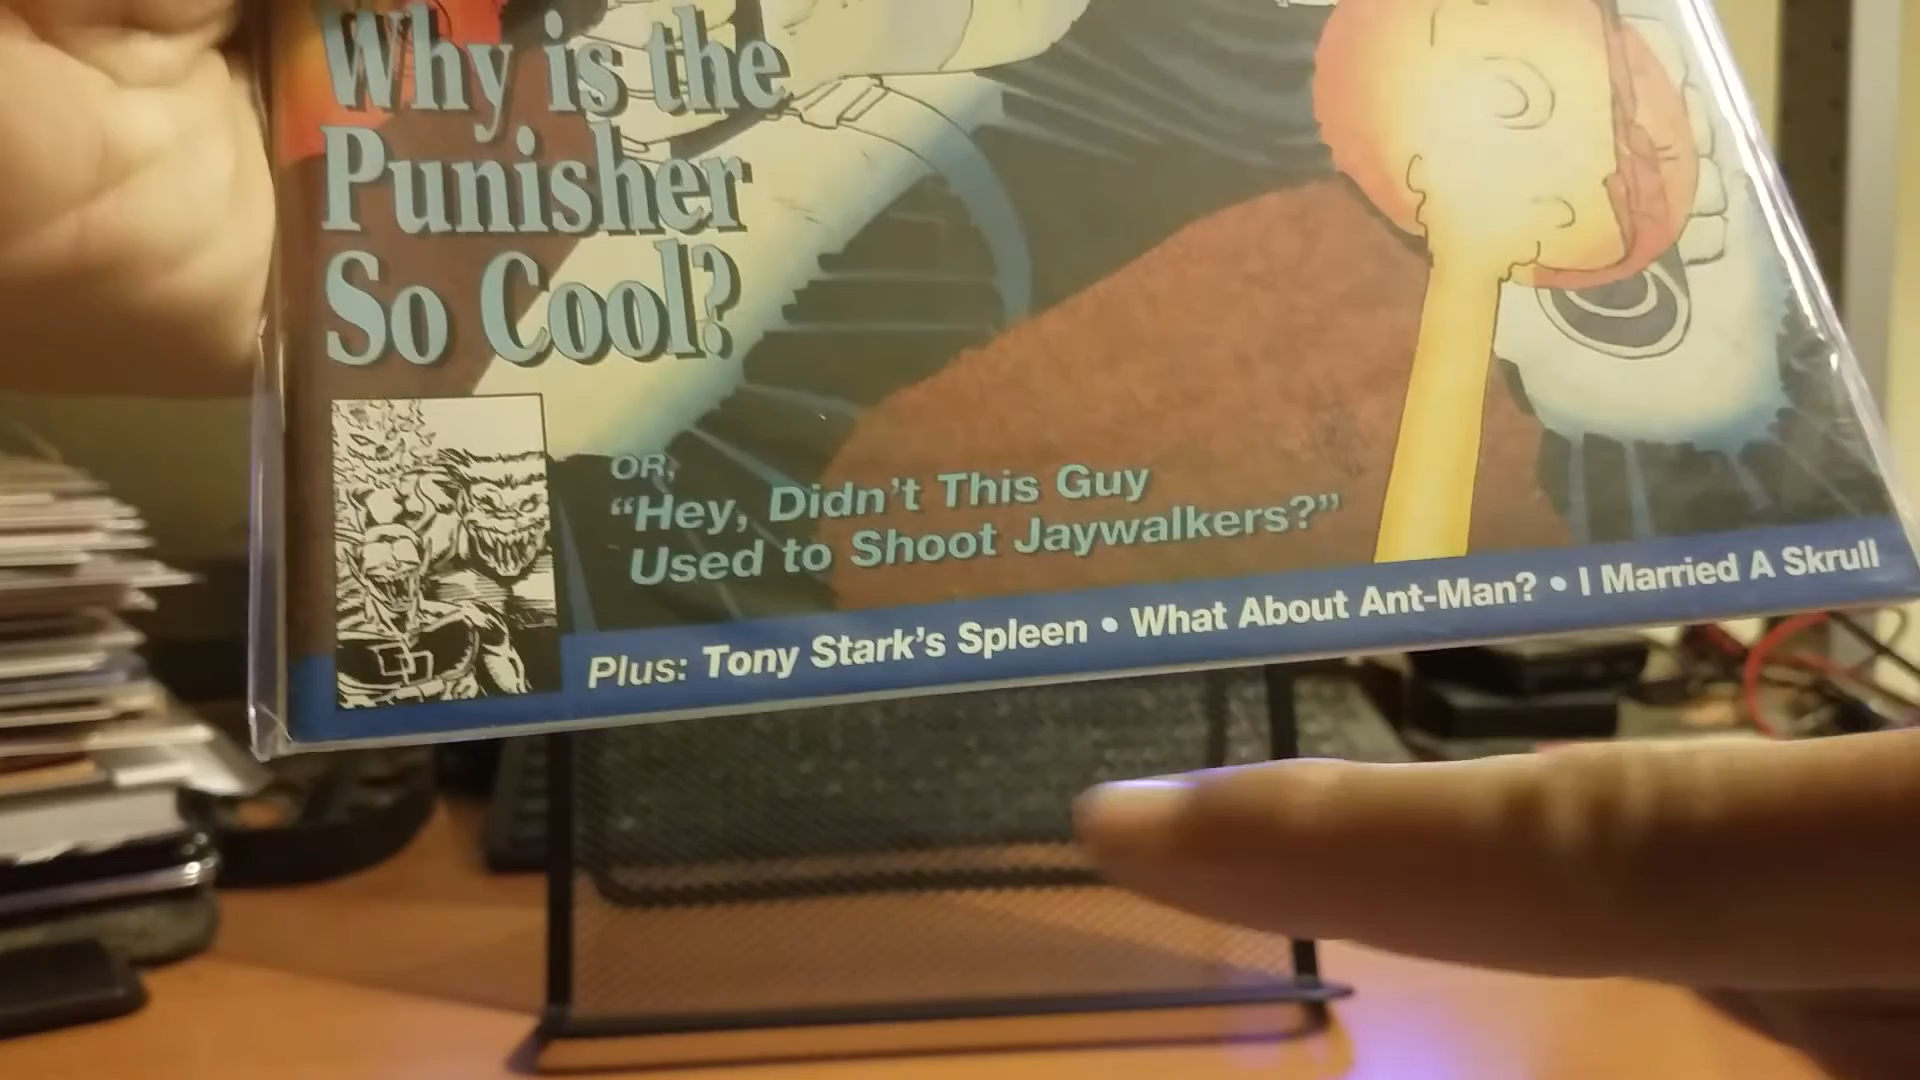 Why is the
Punisher
So Cool?
OR,
“Hey, Didn’t This Guy
Used to Shoot Jaywalkers?”
Plus: Tony Stark’s Spleen • What About Ant-Man? • I Married A Skrull